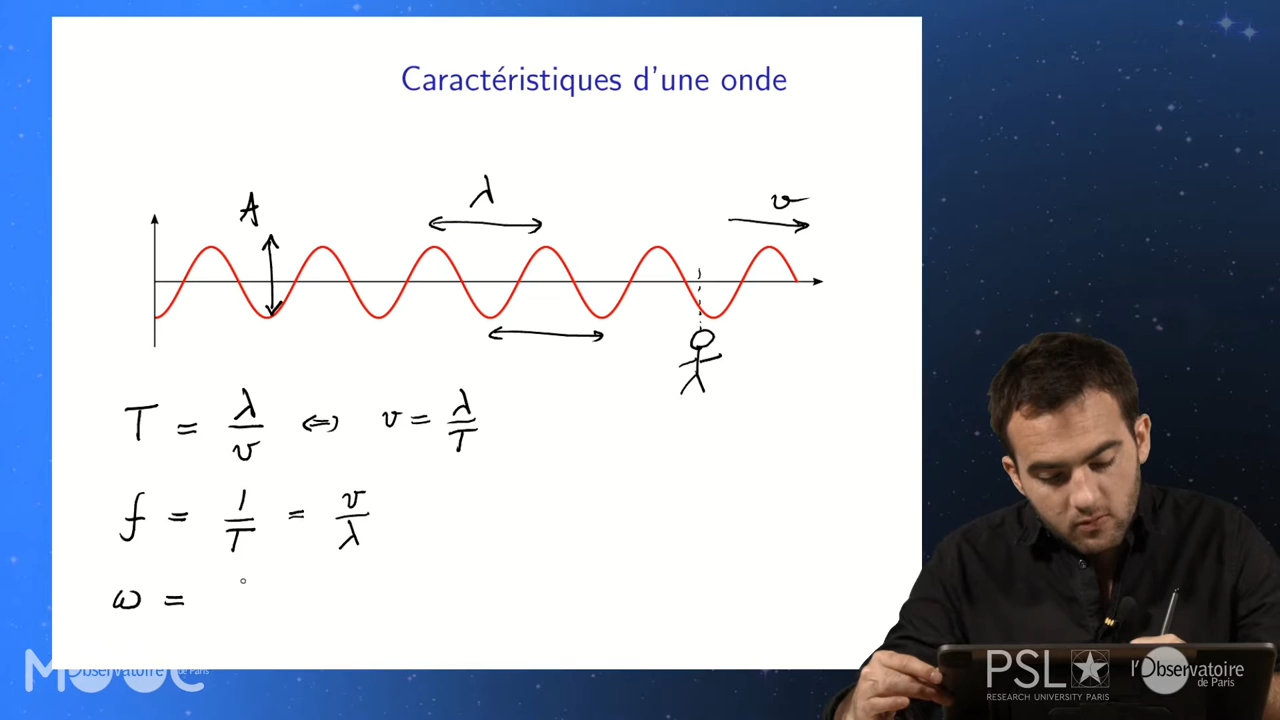 Caractéristiques d'une onde
A
λ
v
T = λ/v ⇔ v = λ/T
f = 1/T = v/λ
ω =
MOOC
l'Observatoire de Paris
PSL
RESEARCH UNIVERSITY PARIS
l'Observatoire
de Paris